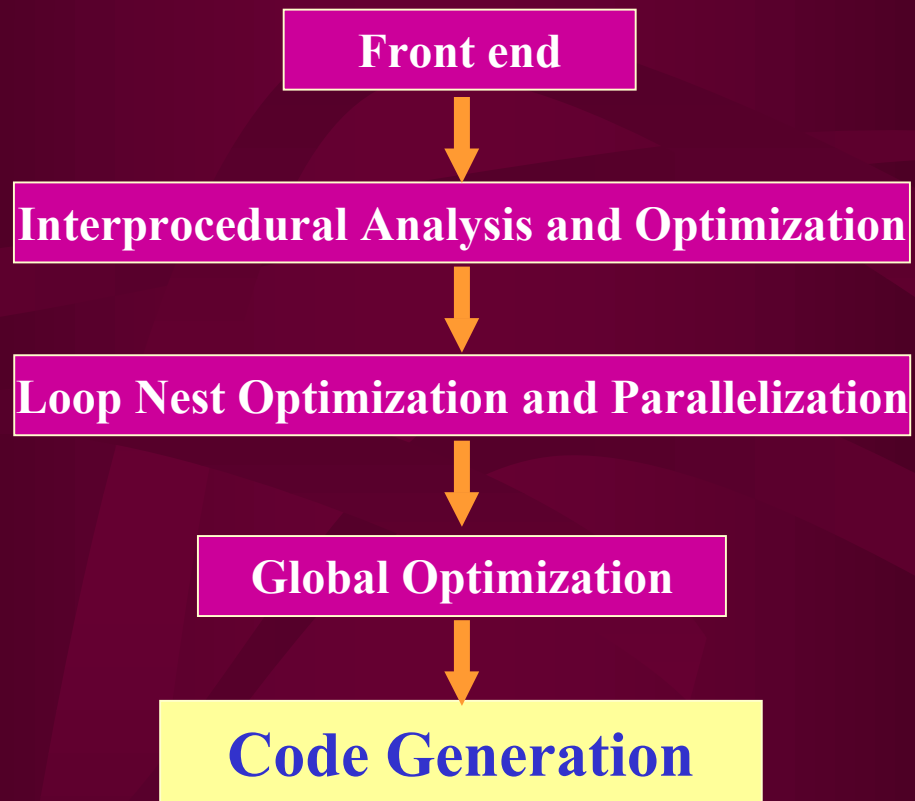 Front end
Interprocedural Analysis and Optimization
Loop Nest Optimization and Parallelization
Global Optimization
Code Generation